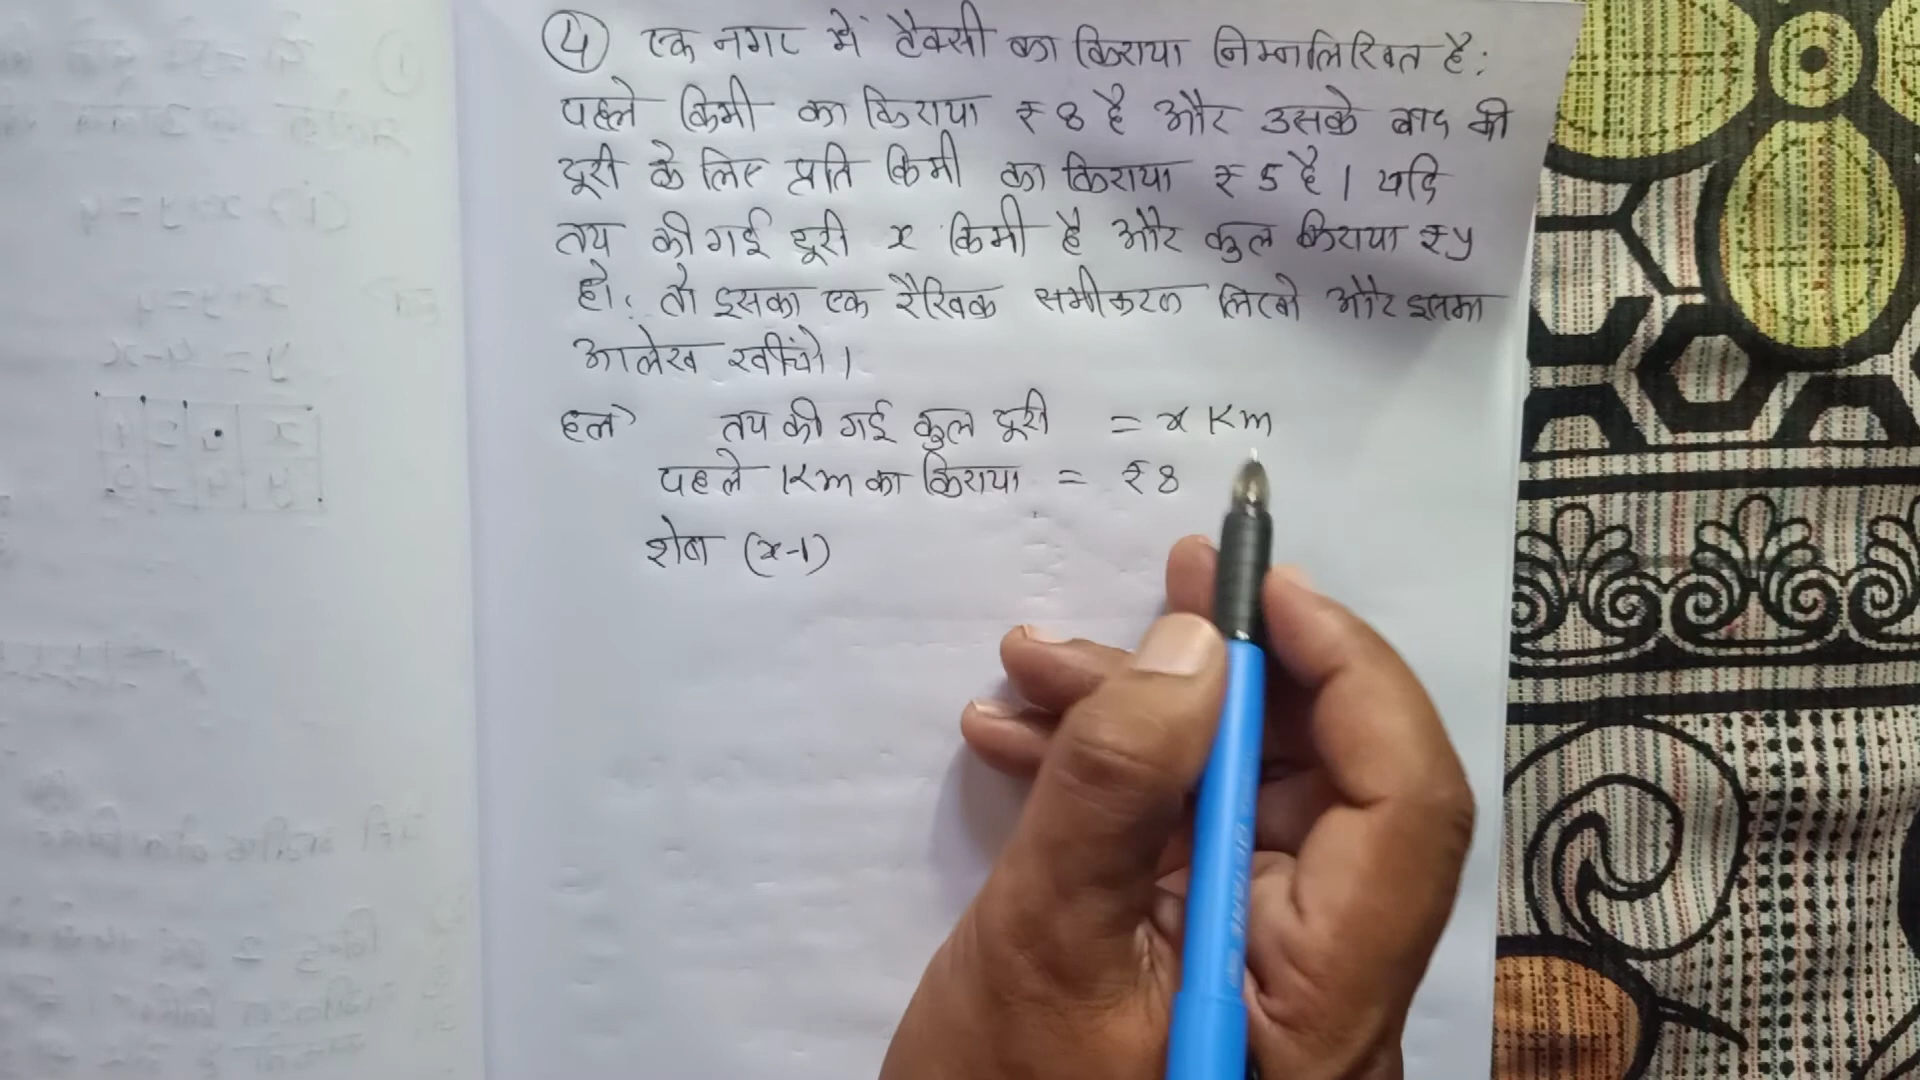 ④ एक नगर में टैक्सी का किराया निम्नलिखित है:
पहले किमी का किराया ₹8 है और उसके बाद की
दूरी के लिए प्रति किमी का किराया ₹5 है। यदि
तय की गई दूरी x किमी है और कुल किराया ₹y
हो, तो इसका एक रैखिक समीकरण लिखो और इसका
आलेख खींचो।
हल→ तय की गई कुल दूरी = x Km
पहले Km का किराया = ₹8
शेष (x-1)